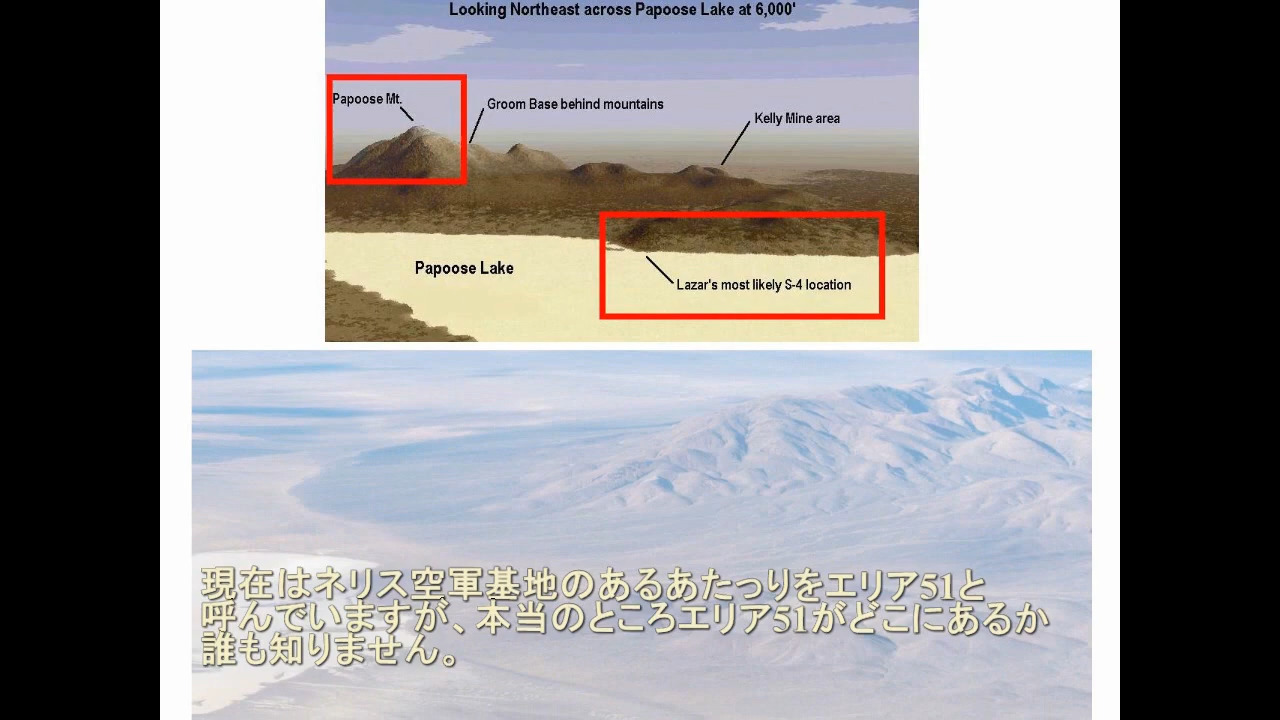 Looking Northeast across Papoose Lake at 6,000'
Papoose Mt.
Groom Base behind mountains
Kelly Mine area
Papoose Lake
Lazar's most likely S-4 location
現在はネリス空軍基地のあるあたっりをエリア51と
呼んでいますが、本当のところエリア51がどこにあるか
誰も知りません。